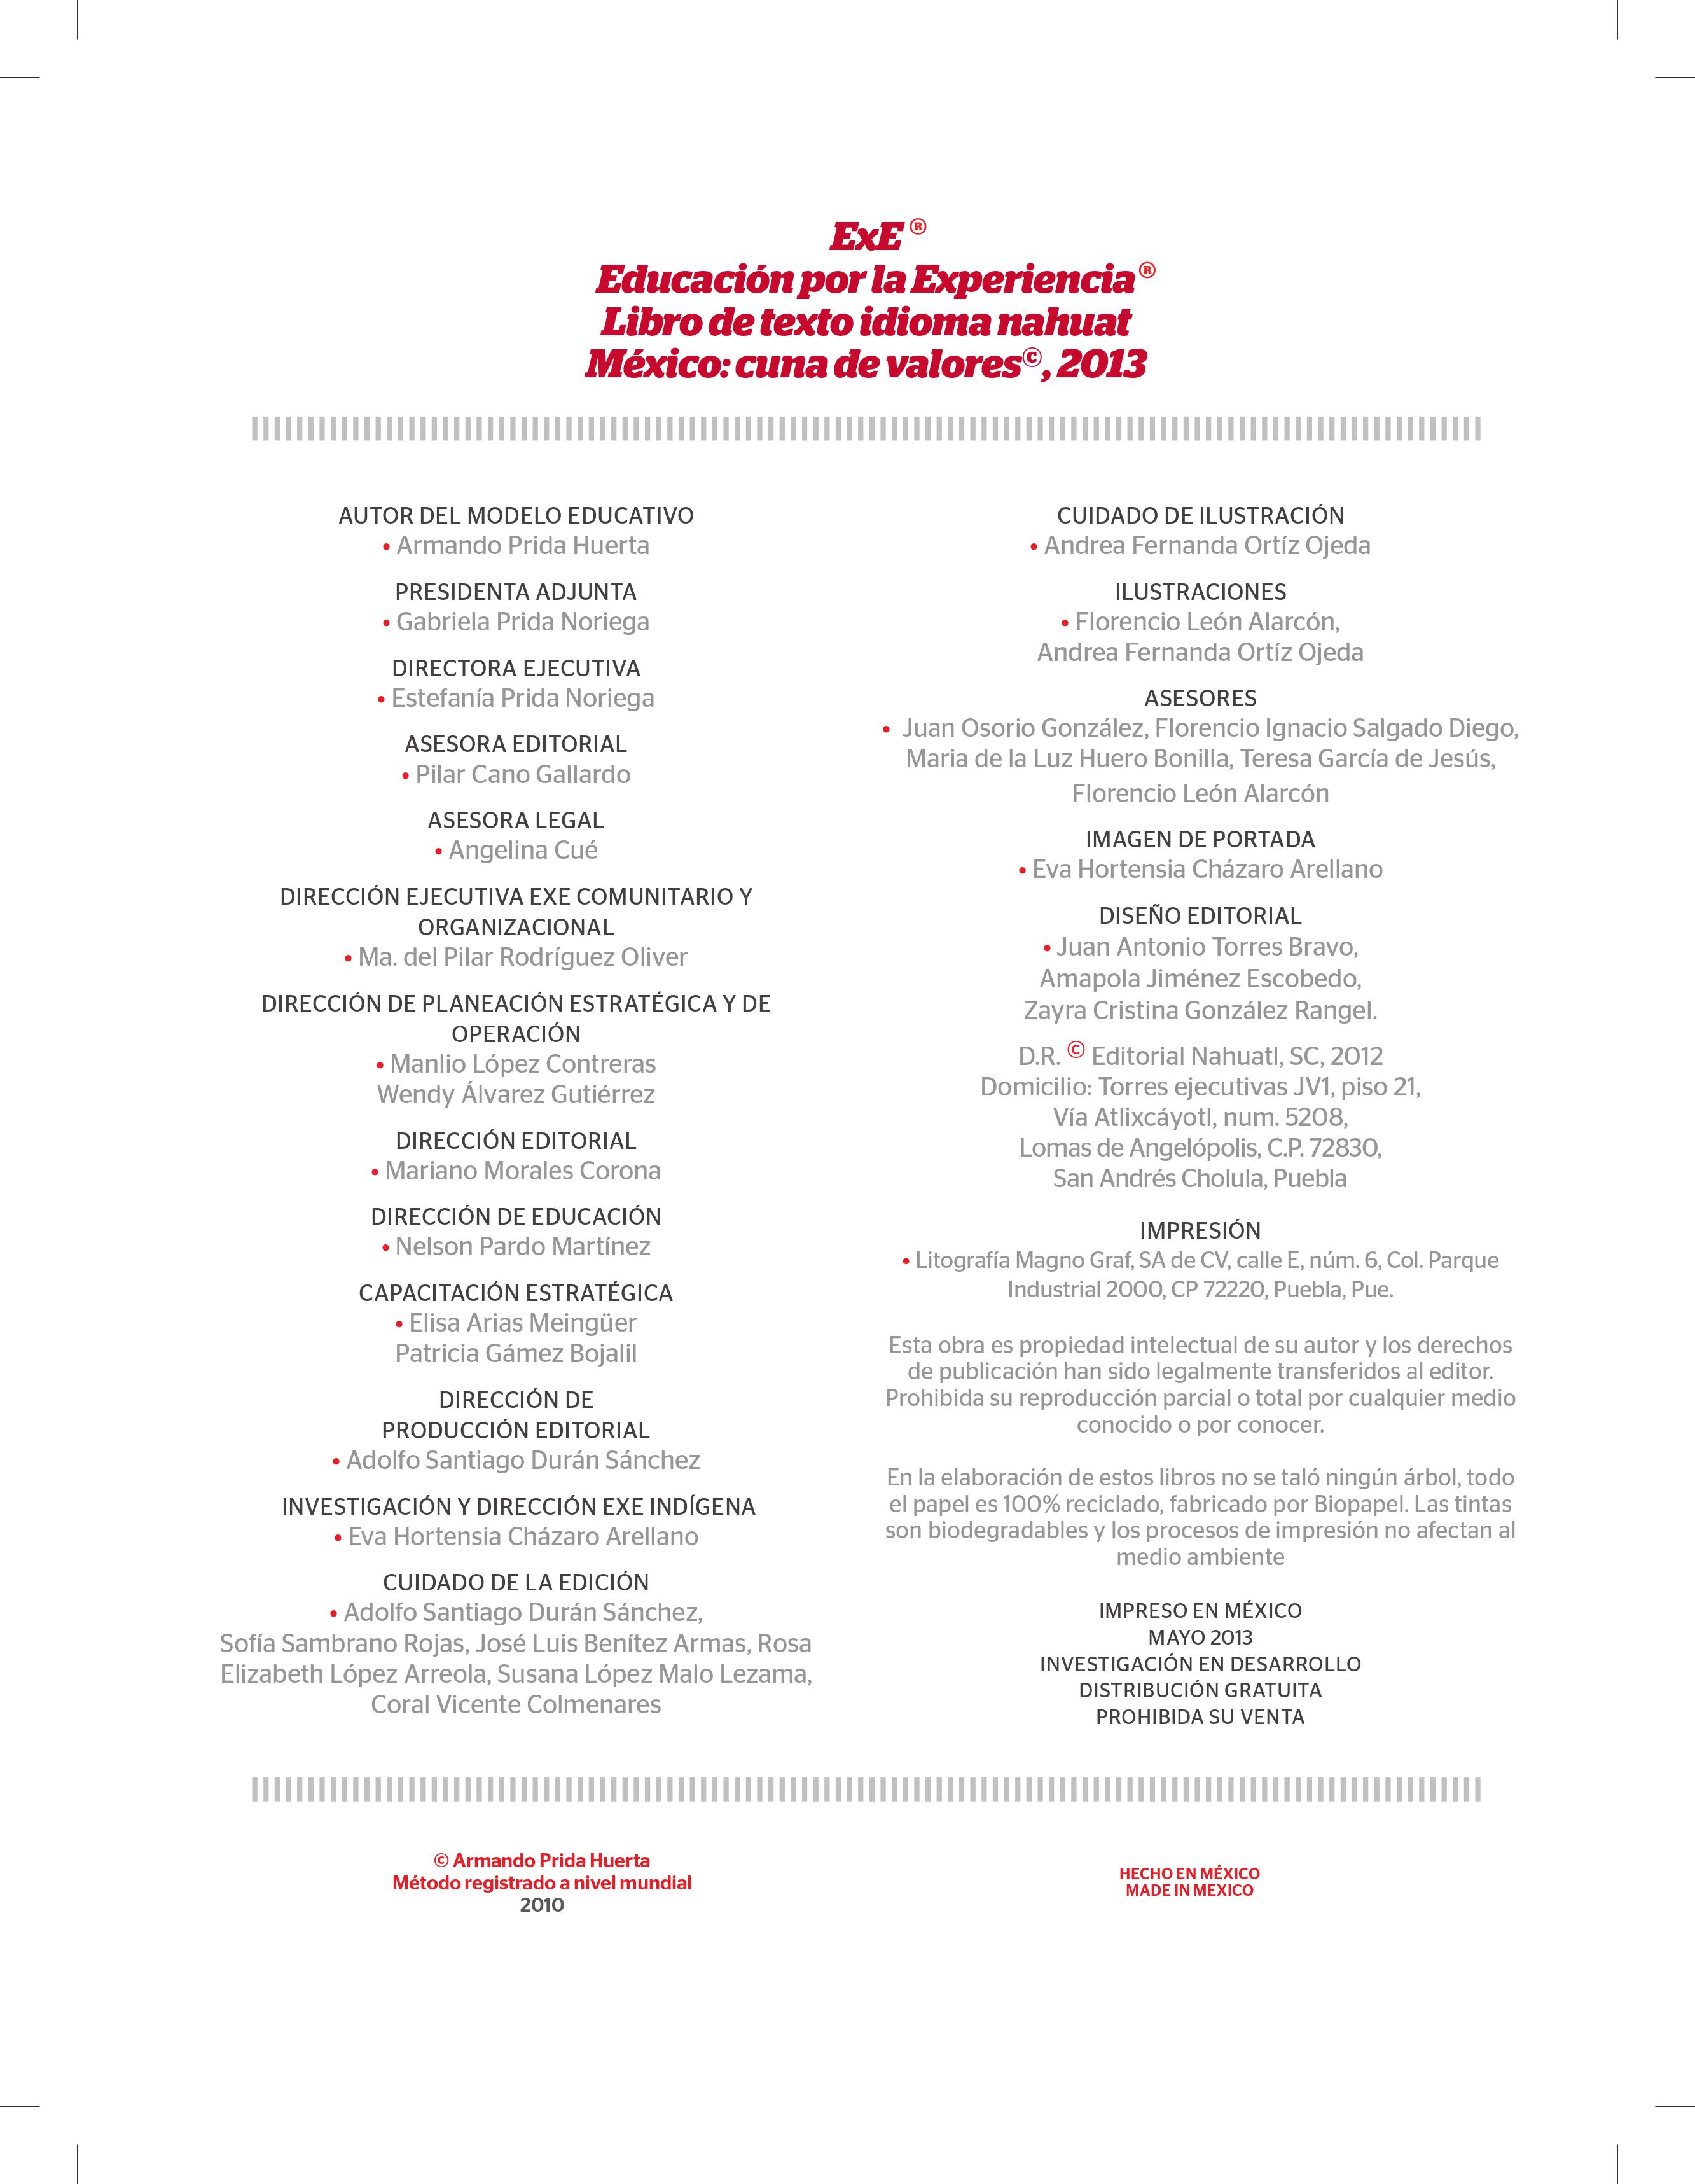 ExE ®
Educación por la Experiencia®
Libro de texto idioma nahuat
México: cuna de valores©, 2013
AUTOR DEL MODELO EDUCATIVO
• Armando Prida Huerta
PRESIDENTA ADJUNTA
• Gabriela Prida Noriega
DIRECTORA EJECUTIVA
• Estefanía Prida Noriega
ASESORA EDITORIAL
• Pilar Cano Gallardo
ASESORA LEGAL
• Angelina Cué
DIRECCIÓN EJECUTIVA EXE COMUNITARIO Y
ORGANIZACIONAL
• Ma. del Pilar Rodríguez Oliver
DIRECCIÓN DE PLANEACIÓN ESTRATÉGICA Y DE
OPERACIÓN
• Manlio López Contreras
Wendy Álvarez Gutiérrez
DIRECCIÓN EDITORIAL
• Mariano Morales Corona
DIRECCIÓN DE EDUCACIÓN
• Nelson Pardo Martínez
CAPACITACIÓN ESTRATÉGICA
• Elisa Arias Meingüer
Patricia Gámez Bojalil
DIRECCIÓN DE
PRODUCCIÓN EDITORIAL
• Adolfo Santiago Durán Sánchez
INVESTIGACIÓN Y DIRECCIÓN EXE INDÍGENA
• Eva Hortensia Cházaro Arellano
CUIDADO DE LA EDICIÓN
• Adolfo Santiago Durán Sánchez,
Sofía Sambrano Rojas, José Luis Benítez Armas, Rosa
Elizabeth López Arreola, Susana López Malo Lezama,
Coral Vicente Colmenares
CUIDADO DE ILUSTRACIÓN
• Andrea Fernanda Ortíz Ojeda
ILUSTRACIONES
• Florencio León Alarcón,
Andrea Fernanda Ortíz Ojeda
ASESORES
• Juan Osorio González, Florencio Ignacio Salgado Diego,
Maria de la Luz Huero Bonilla, Teresa García de Jesús,
Florencio León Alarcón
IMAGEN DE PORTADA
• Eva Hortensia Cházaro Arellano
DISEÑO EDITORIAL
• Juan Antonio Torres Bravo,
Amapola Jiménez Escobedo,
Zayra Cristina González Rangel.
D.R. © Editorial Nahuatl, SC, 2012
Domicilio: Torres ejecutivas JV1, piso 21,
Vía Atlixcáyotl, num. 5208,
Lomas de Angelópolis, C.P. 72830,
San Andrés Cholula, Puebla
IMPRESIÓN
• Litografía Magno Graf, SA de CV, calle E, núm. 6, Col. Parque
Industrial 2000, CP 72220, Puebla, Pue.
Esta obra es propiedad intelectual de su autor y los derechos
de publicación han sido legalmente transferidos al editor.
Prohibida su reproducción parcial o total por cualquier medio
conocido o por conocer.
En la elaboración de estos libros no se taló ningún árbol, todo
el papel es 100% reciclado, fabricado por Biopapel. Las tintas
son biodegradables y los procesos de impresión no afectan al
medio ambiente
IMPRESO EN MÉXICO
MAYO 2013
INVESTIGACIÓN EN DESARROLLO
DISTRIBUCIÓN GRATUITA
PROHIBIDA SU VENTA
© Armando Prida Huerta
Método registrado a nivel mundial
2010
HECHO EN MÉXICO
MADE IN MEXICO